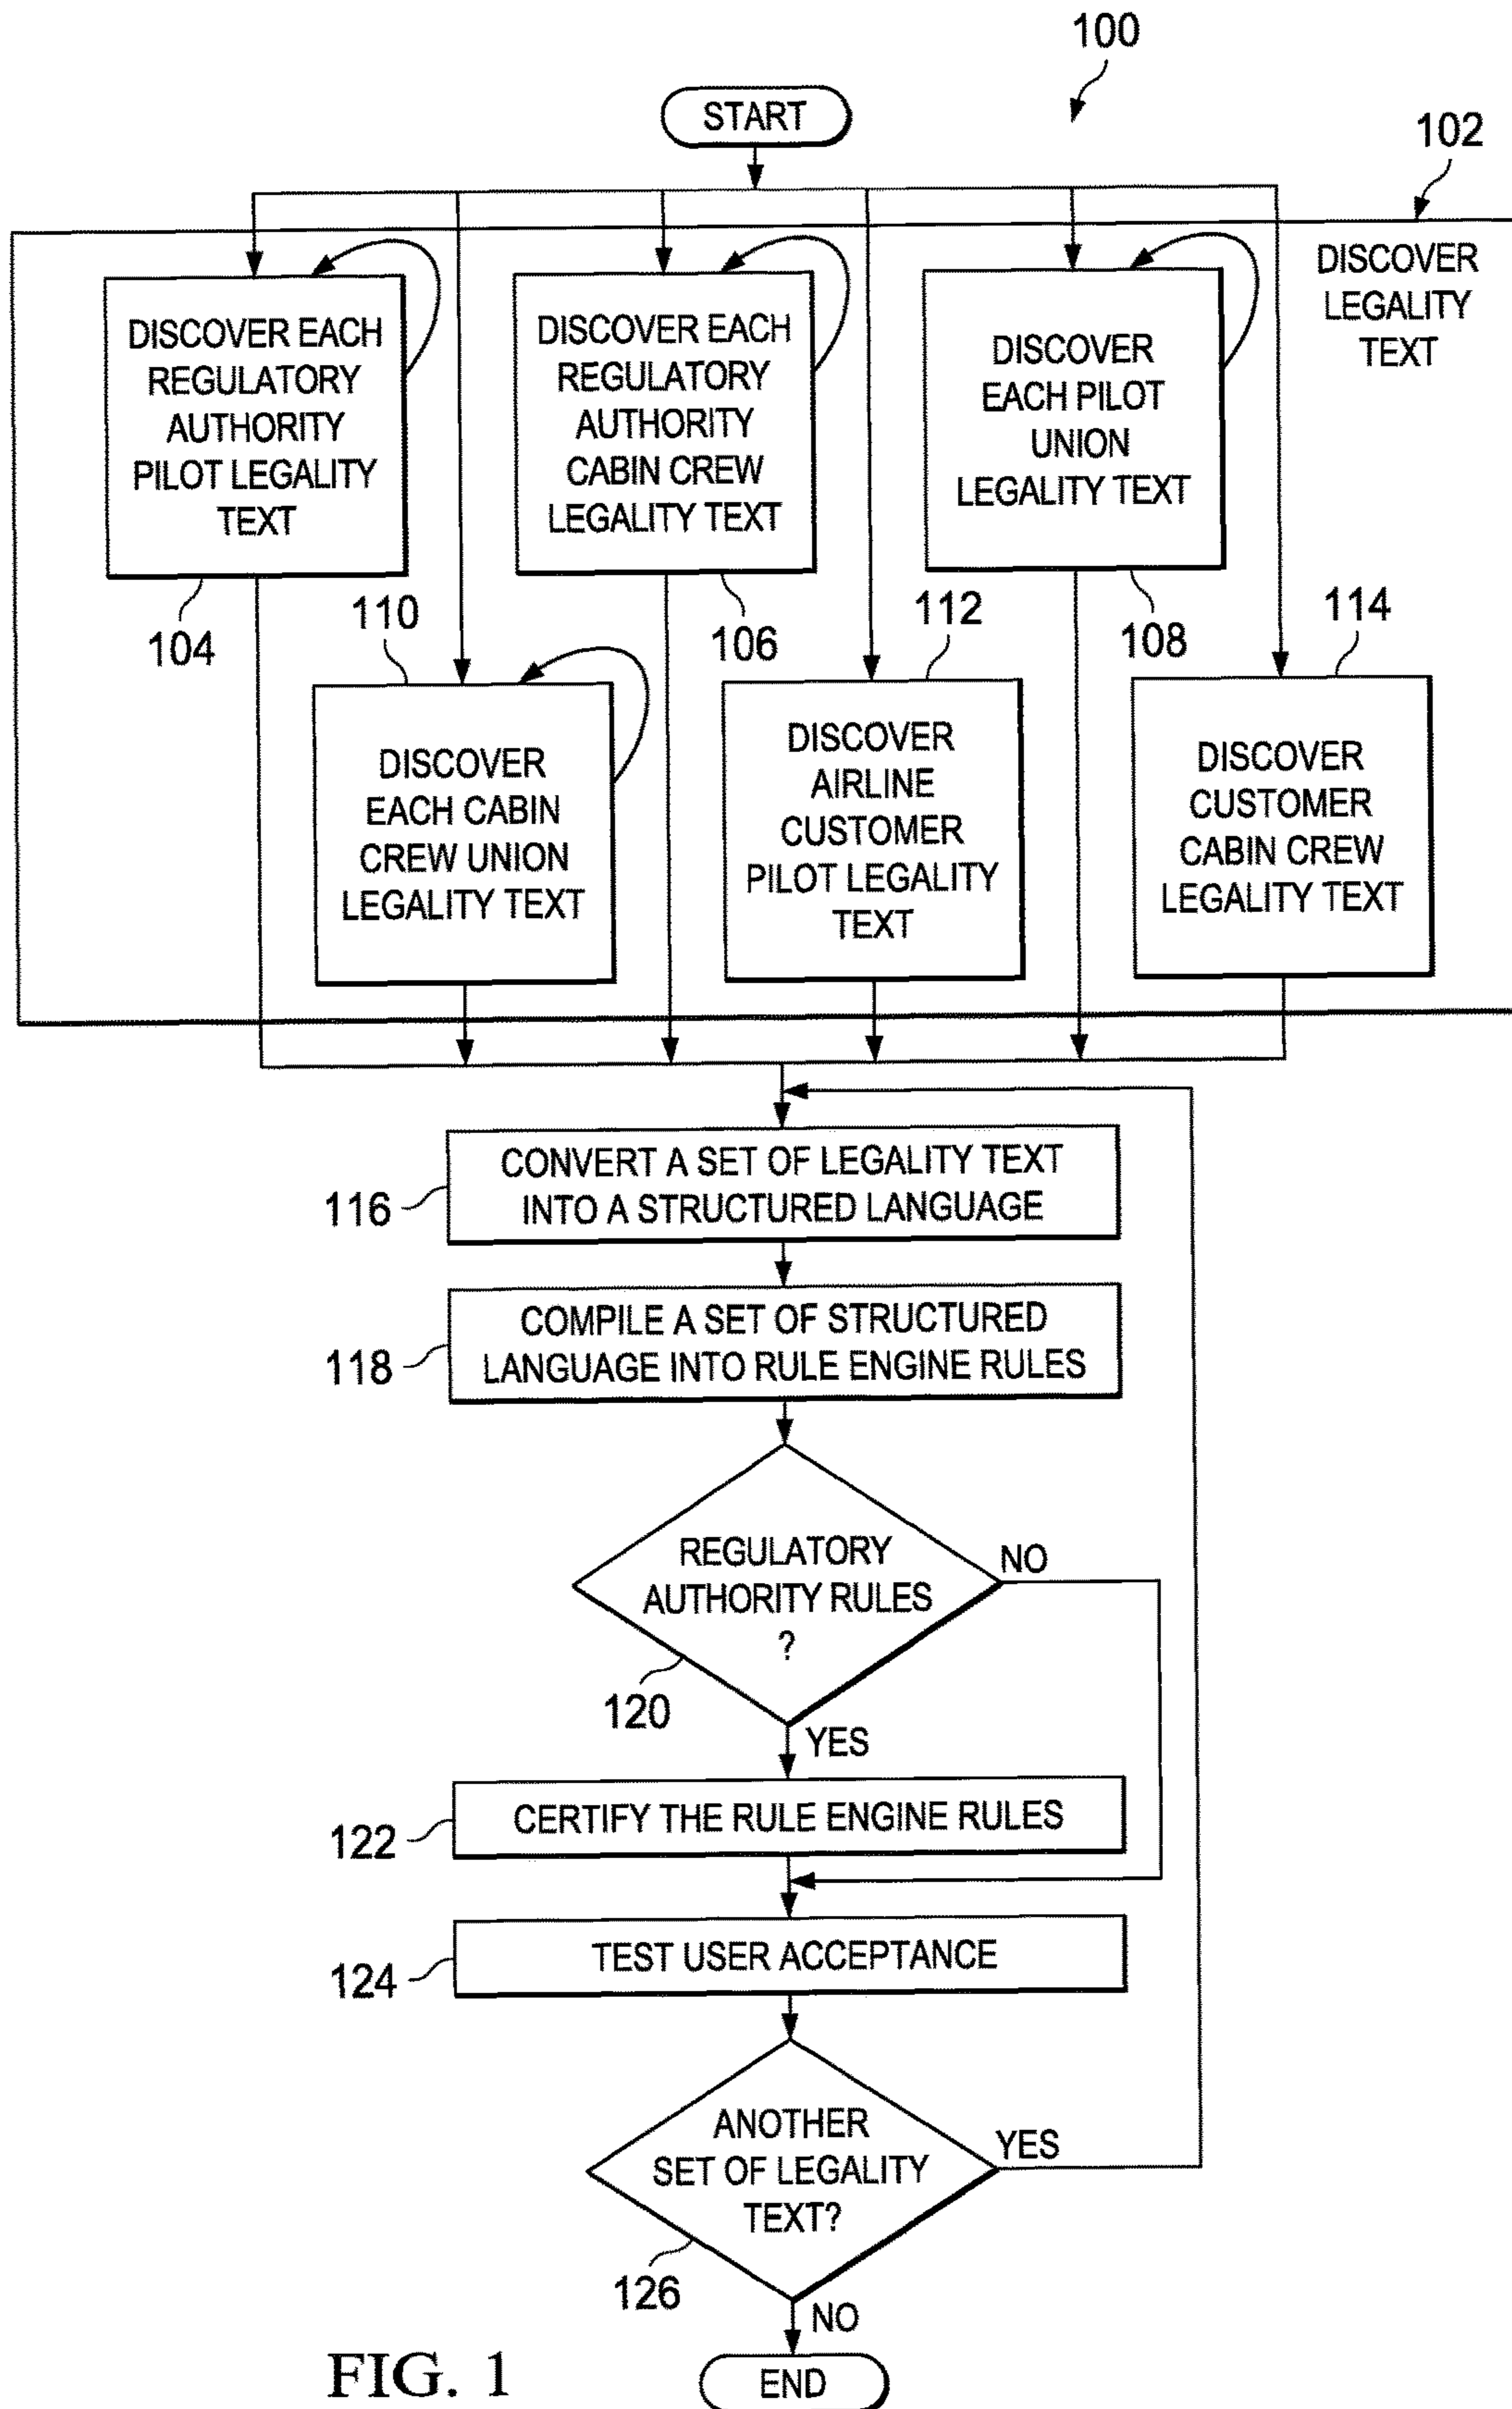 100
START
102
DISCOVER
LEGALITY
TEXT
DISCOVER EACH
REGULATORY
AUTHORITY
PILOT LEGALITY
TEXT
104
DISCOVER EACH
REGULATORY
AUTHORITY
CABIN CREW
LEGALITY TEXT
106
DISCOVER
EACH PILOT
UNION
LEGALITY TEXT
108
110
DISCOVER
EACH CABIN
CREW UNION
LEGALITY TEXT
112
DISCOVER
AIRLINE
CUSTOMER
PILOT LEGALITY
TEXT
114
DISCOVER
CUSTOMER
CABIN CREW
LEGALITY TEXT
116
CONVERT A SET OF LEGALITY TEXT
INTO A STRUCTURED LANGUAGE
118
COMPILE A SET OF STRUCTURED
LANGUAGE INTO RULE ENGINE RULES
REGULATORY
AUTHORITY RULES
?
NO
120
YES
122
CERTIFY THE RULE ENGINE RULES
124
TEST USER ACCEPTANCE
ANOTHER
SET OF LEGALITY
TEXT?
YES
126
NO
END
FIG. 1